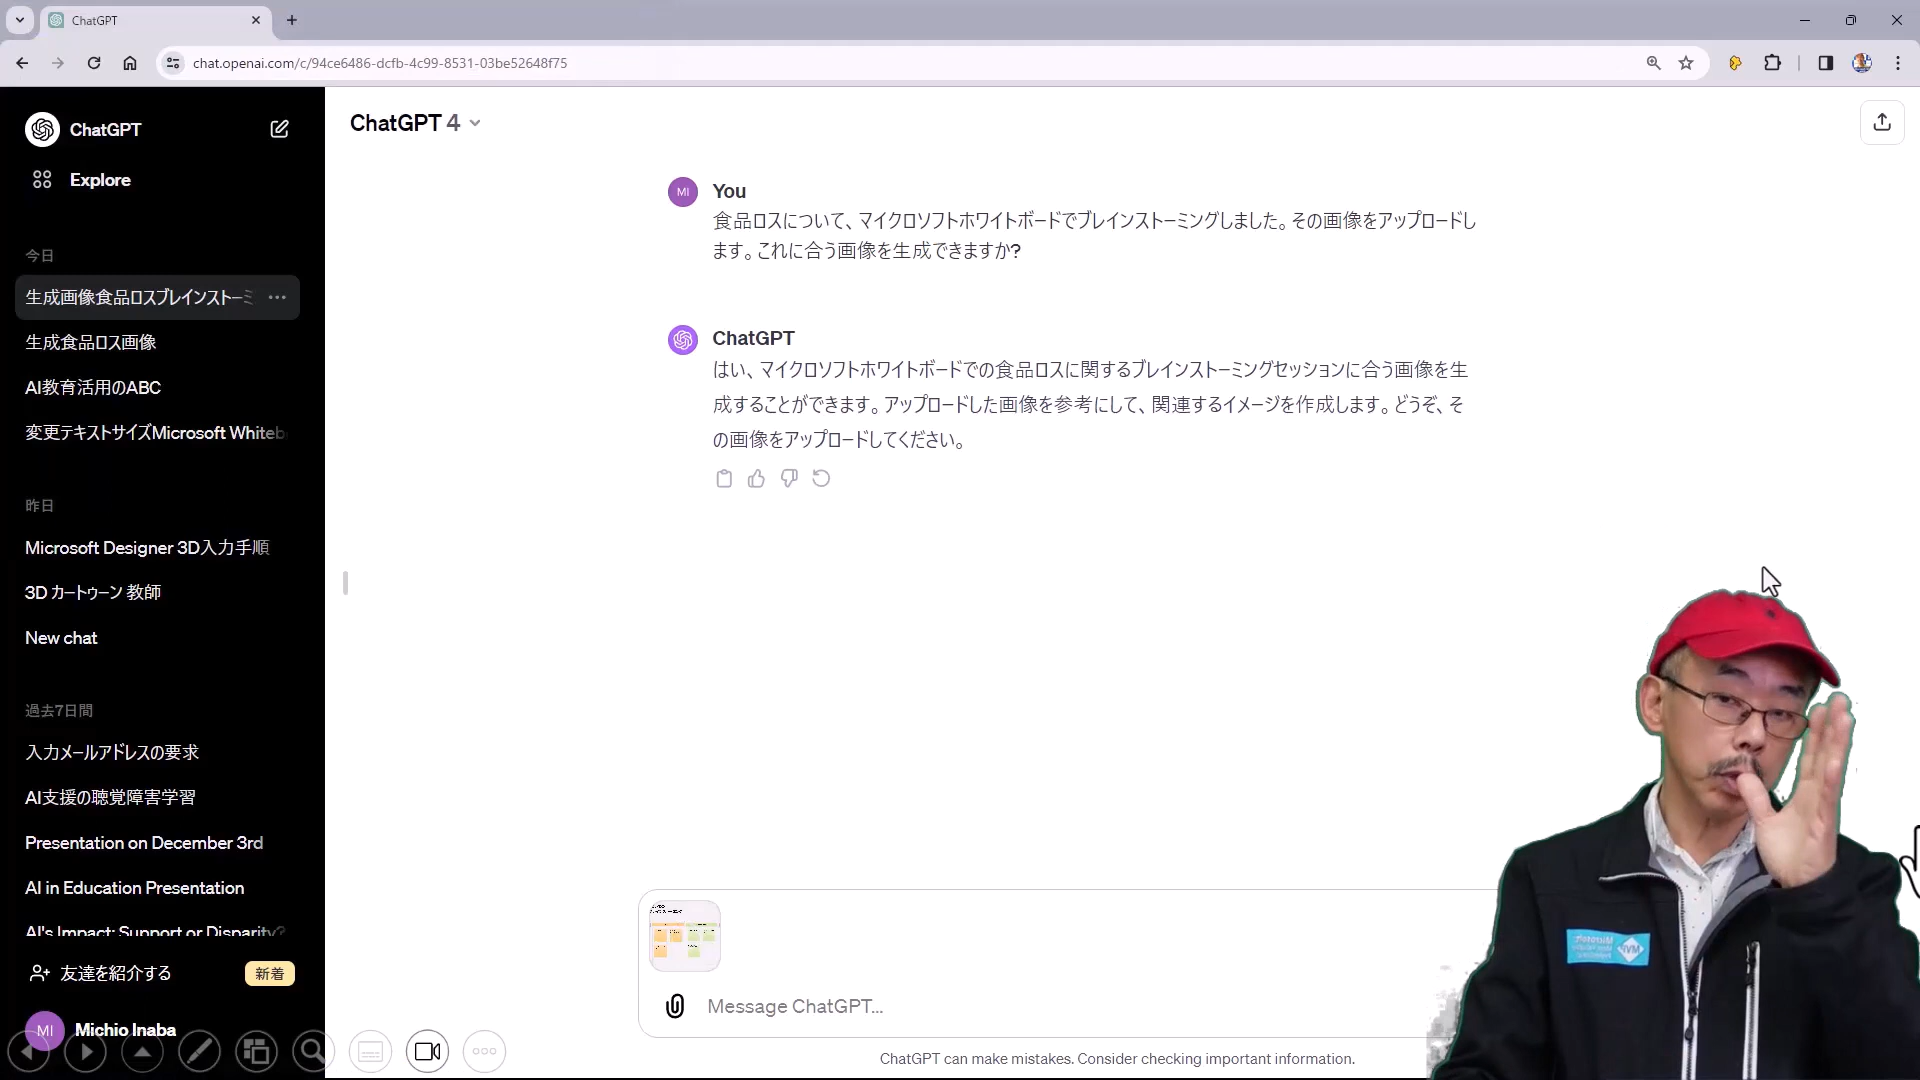 ChatGPT
chat.openai.com/c/94ce6486-dcfb-4c99-8531-03be52648f75
ChatGPT
Explore
今日
生成画像食品ロスブレインストーミ
生成食品ロス画像
AI教育活用のABC
変更テキストサイズMicrosoft Whiteb
昨日
Microsoft Designer 3D入力手順
3D カートゥーン 教師
New chat
過去7日間
入力メールアドレスの要求
AI支援の聴覚障害学習
Presentation on December 3rd
AI in Education Presentation
AI's Impact: Support or Disparity?
友達を紹介する
新着
MI
Michio Inaba
ChatGPT 4
MI
You
食品ロスについて、マイクロソフトホワイトボードでブレインストーミングしました。その画像をアップロードし
ます。これに合う画像を生成できますか?
ChatGPT
はい、マイクロソフトホワイトボードでの食品ロスに関するブレインストーミングセッションに合う画像を生
成することができます。アップロードした画像を参考にして、関連するイメージを作成します。どうぞ、そ
の画像をアップロードしてください。
Message ChatGPT...
ChatGPT can make mistakes. Consider checking important information.
Microsoft
MVP